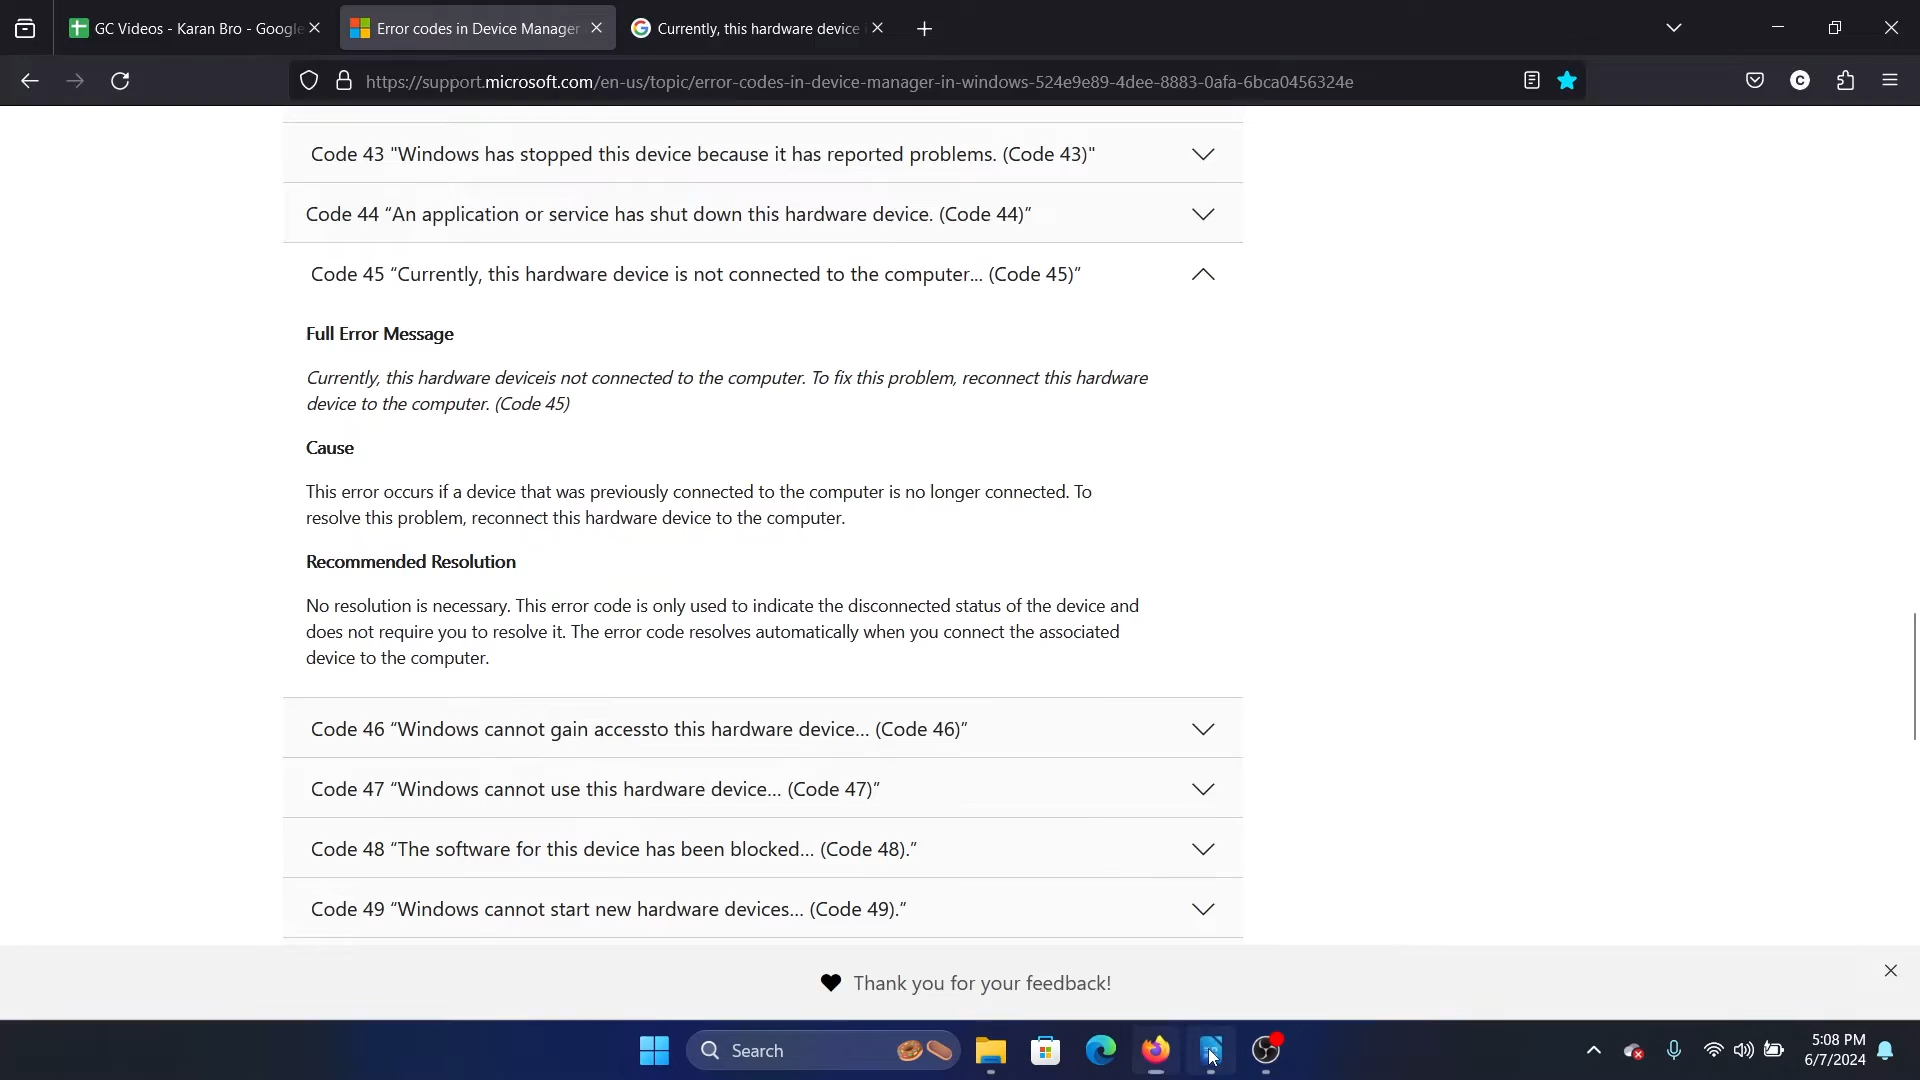 GC Videos - Karan Bro - Google
Error codes in Device Manager
Currently, this hardware device i
https://support.microsoft.com/en-us/topic/error-codes-in-device-manager-in-windows-524e9e89-4dee-8883-0afa-6bca0456324e
C
Code 43 "Windows has stopped this device because it has reported problems. (Code 43)"
Code 44 “An application or service has shut down this hardware device. (Code 44)”
Code 45 “Currently, this hardware device is not connected to the computer... (Code 45)”
Full Error Message
Currently, this hardware deviceis not connected to the computer. To fix this problem, reconnect this hardware
device to the computer. (Code 45)
Cause
This error occurs if a device that was previously connected to the computer is no longer connected. To
resolve this problem, reconnect this hardware device to the computer.
Recommended Resolution
No resolution is necessary. This error code is only used to indicate the disconnected status of the device and
does not require you to resolve it. The error code resolves automatically when you connect the associated
device to the computer.
Code 46 “Windows cannot gain accessto this hardware device... (Code 46)”
Code 47 “Windows cannot use this hardware device... (Code 47)”
Code 48 “The software for this device has been blocked... (Code 48).”
Code 49 “Windows cannot start new hardware devices... (Code 49).”
Thank you for your feedback!
Search
5:08 PM
6/7/2024